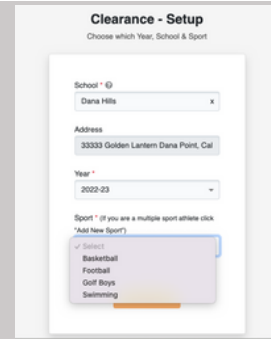 Clearance - Setup
Choose which Year, School & Sport
School *
Dana Hills x
Address
33333 Golden Lantern Dana Point, Cal
Year *
2022-23
Sport * (If you are a multiple sport athlete click
"Add New Sport")
✓ Select
Basketball
Football
Golf Boys
Swimming